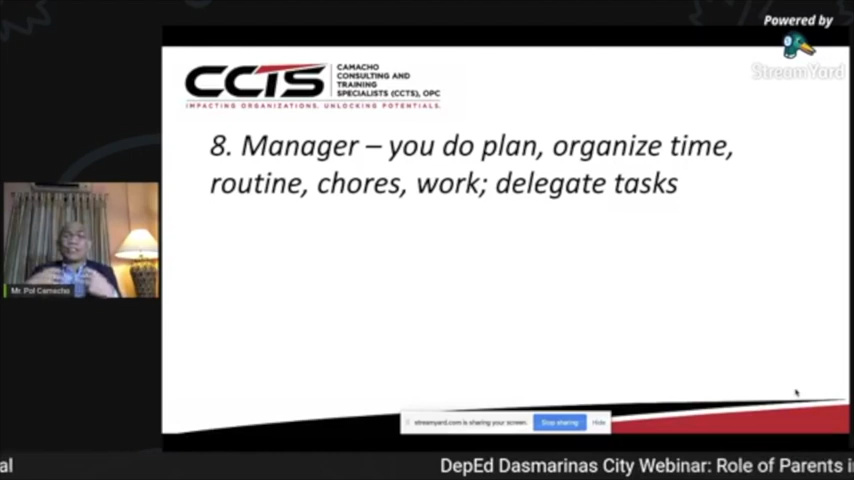 Powered by
StreamYard
CCTS
CAMACHO
CONSULTING AND
TRAINING
SPECIALISTS (CCTS), OPC
IMPACTING ORGANIZATIONS. UNLOCKING POTENTIALS.
8. Manager – you do plan, organize time,
routine, chores, work; delegate tasks
Mr. Pol Camacho
streamyard.com is sharing your screen.
Stop sharing
Hide
al
DepEd Dasmarinas City Webinar: Role of Parents i